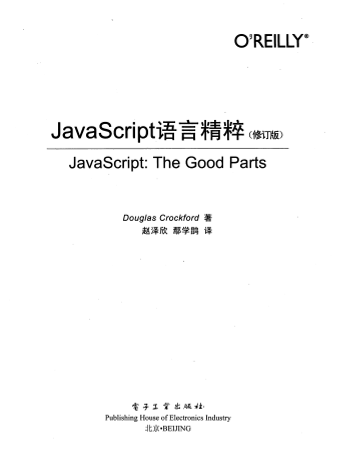 O'REILLY®
JavaScript语言精粹(修订版)
JavaScript: The Good Parts
Douglas Crockford 著
赵泽欣 鄢学鹍 译
电子工业出版社
Publishing House of Electronics Industry
北京•BEIJING